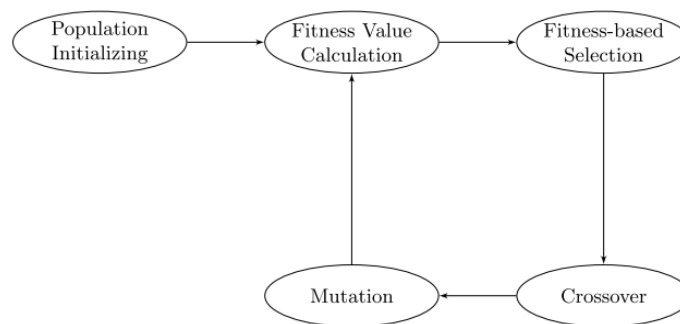 Population
Initializing
Fitness Value
Calculation
Fitness-based
Selection
Mutation
Crossover